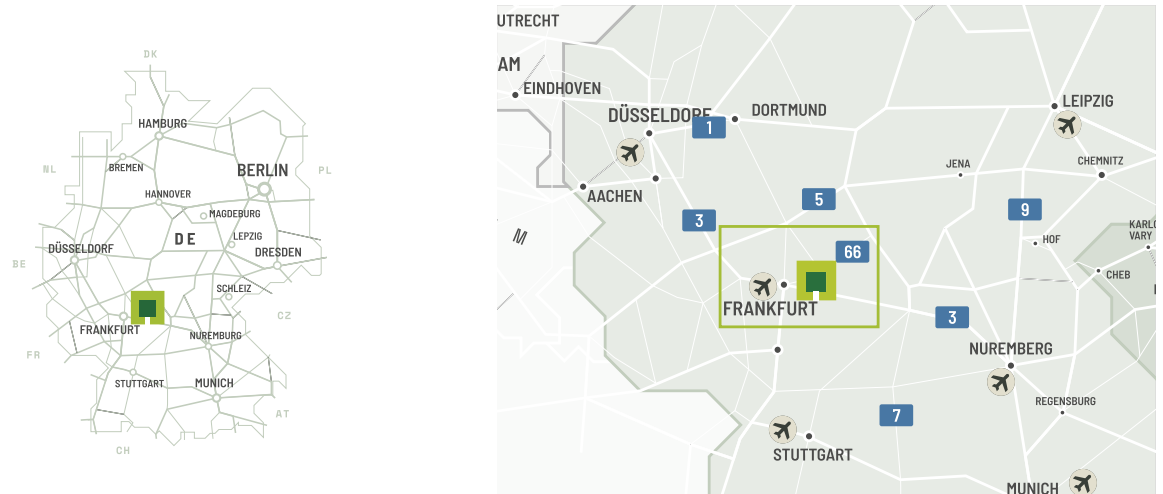 DK
HAMBURG
NL
BREMEN
BERLIN
PL
HANNOVER
MAGDEBURG
DE
LEPZIG
DÜSSELDORF
DRESDEN
BE
SCHLEIZ
CZ
FRANKFURT
NUREMBURG
FR
STUTTGART
MUNICH
AT
CH
UTRECHT
AM
EINDHOVEN
DÜSSELDORF
1
DORTMUND
LEIPZIG
JENA
CHEMNITZ
AACHEN
5
3
9
KARLO
VARY
M
66
HOF
CHEB
FRANKFURT
3
NUREMBERG
REGENSBURG
7
STUTTGART
MUNICH